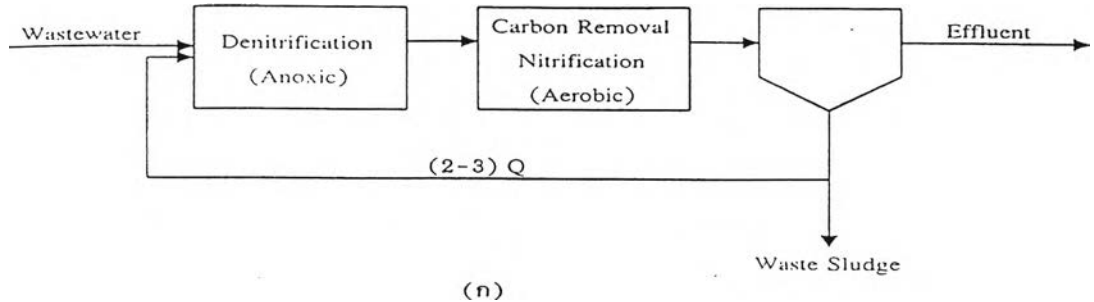 Wastewater
Denitrification
(Anoxic)
Carbon Removal
Nitrification
(Aerobic)
Effluent
(2-3) Q
Waste Sludge
(ก)